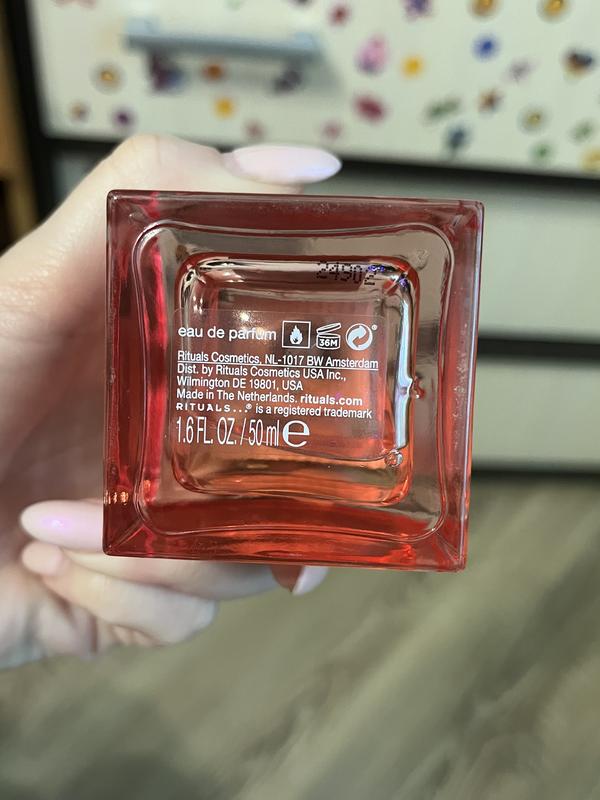 eau de parfum 36M
Rituals Cosmetics, NL-1017 BW Amsterdam
Dist. by Rituals Cosmetics USA Inc.,
Wilmington DE 19801, USA
Made in The Netherlands. rituals.com
RITUALS...® is a registered trademark
1.6 FL. OZ. / 50 ml ℮